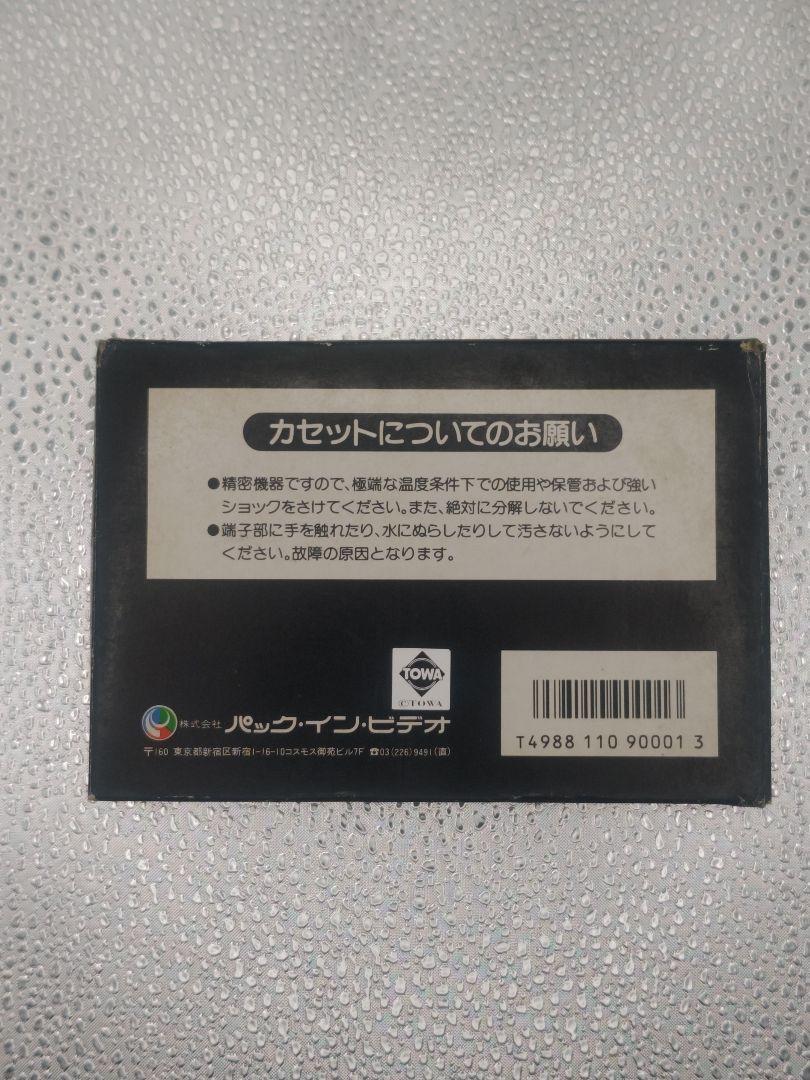 カセットについてのお願い
●精密機器ですので、極端な温度条件下での使用や保管および強い
ショックをさけてください。また、絶対に分解しないでください。
●端子部に手を触れたり、水にぬらしたりして汚さないようにして
ください。故障の原因となります。
TOWA
©TOWA
株式会社 パック・イン・ビデオ
〒160 東京都新宿区新宿1-16-10コスモス御苑ビル7F ☎03(226)9491(直)
T4988 110 90001 3